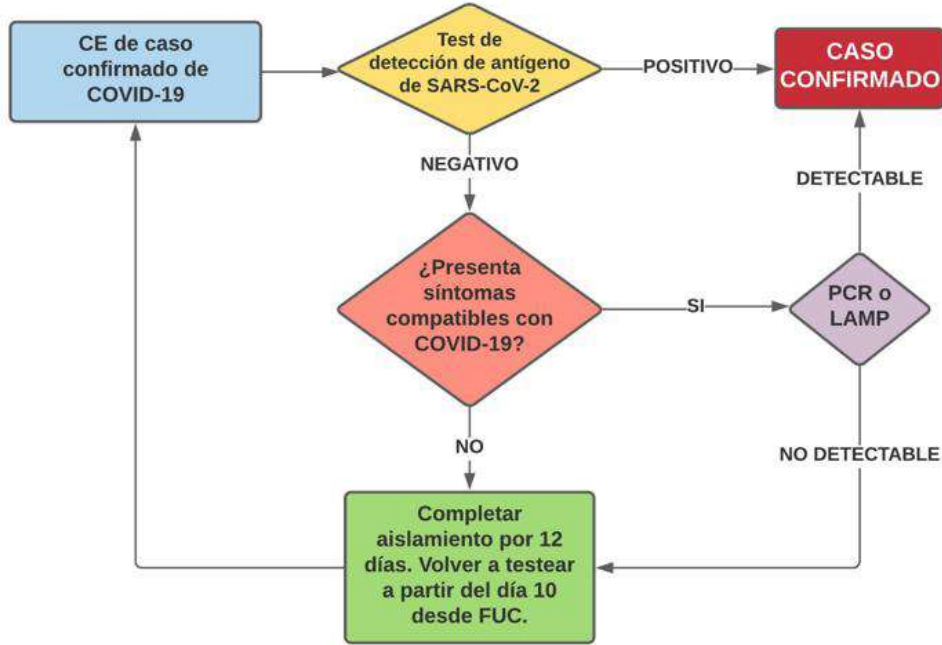 CE de caso
confirmado de
COVID-19
Test de
detección de antígeno
de SARS-CoV-2
POSITIVO
CASO
CONFIRMADO
NEGATIVO
DETECTABLE
¿Presenta
síntomas
compatibles con
COVID-19?
SI
PCR o
LAMP
NO
NO DETECTABLE
Completar
aislamiento por 12
días. Volver a testear
a partir del día 10
desde FUC.